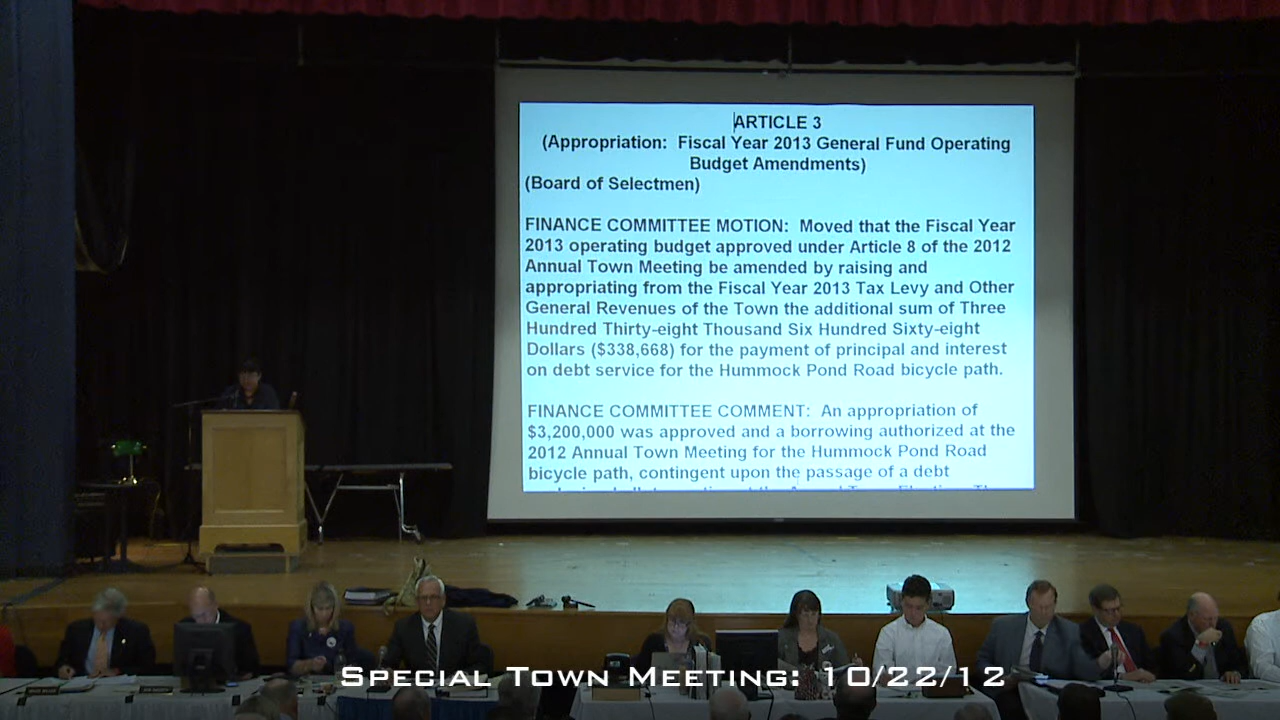 ARTICLE 3
(Appropriation: Fiscal Year 2013 General Fund Operating
Budget Amendments)
(Board of Selectmen)
FINANCE COMMITTEE MOTION: Moved that the Fiscal Year
2013 operating budget approved under Article 8 of the 2012
Annual Town Meeting be amended by raising and
appropriating from the Fiscal Year 2013 Tax Levy and Other
General Revenues of the Town the additional sum of Three
Hundred Thirty-eight Thousand Six Hundred Sixty-eight
Dollars ($338,668) for the payment of principal and interest
on debt service for the Hummock Pond Road bicycle path.
FINANCE COMMITTEE COMMENT: An appropriation of
$3,200,000 was approved and a borrowing authorized at the
2012 Annual Town Meeting for the Hummock Pond Road
bicycle path, contingent upon the passage of a debt
Special Town Meeting: 10/22/12